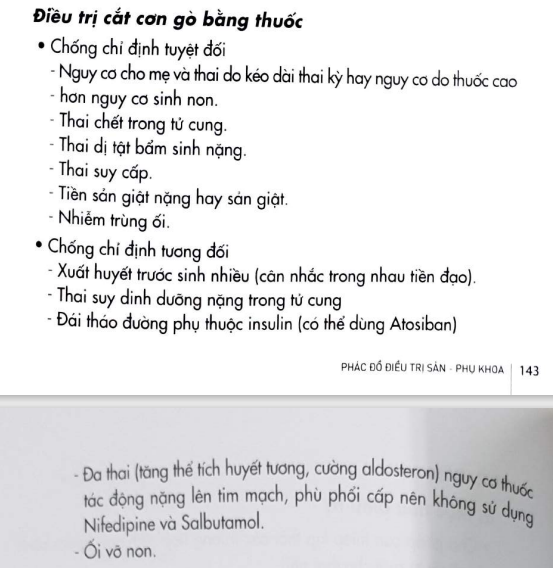 Điều trị cắt cơn gò bằng thuốc
• Chống chỉ định tuyệt đối
- Nguy cơ cho mẹ và thai do kéo dài thai kỳ hay nguy cơ do thuốc cao
- hơn nguy cơ sinh non.
- Thai chết trong tử cung.
- Thai dị tật bẩm sinh nặng.
- Thai suy cấp.
- Tiền sản giật nặng hay sản giật.
- Nhiễm trùng ối.
• Chống chỉ định tương đối
- Xuất huyết trước sinh nhiều (cân nhắc trong nhau tiền đạo).
- Thai suy dinh dưỡng nặng trong tử cung
- Đái tháo đường phụ thuộc insulin (có thể dùng Atosiban)
PHÁC ĐỒ ĐIỀU TRỊ SẢN - PHỤ KHOA | 143
- Đa thai (tăng thể tích huyết tương, cường aldosteron) nguy cơ thuốc
tác động nặng lên tim mạch, phù phổi cấp nên không sử dụng
Nifedipine và Salbutamol.
- Ối vỡ non.